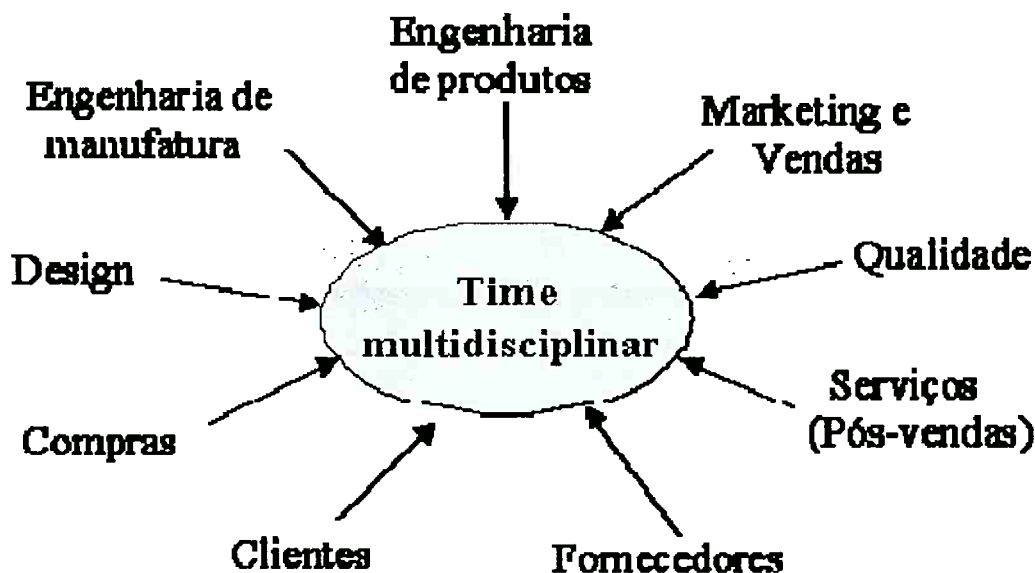 Engenharia
de produtos
Engenharia de
manufatura
Marketing e
Vendas
Design
Qualidade
Time
multidisciplinar
Serviços
(Pós-vendas)
Compras
Clientes
Fornecedores